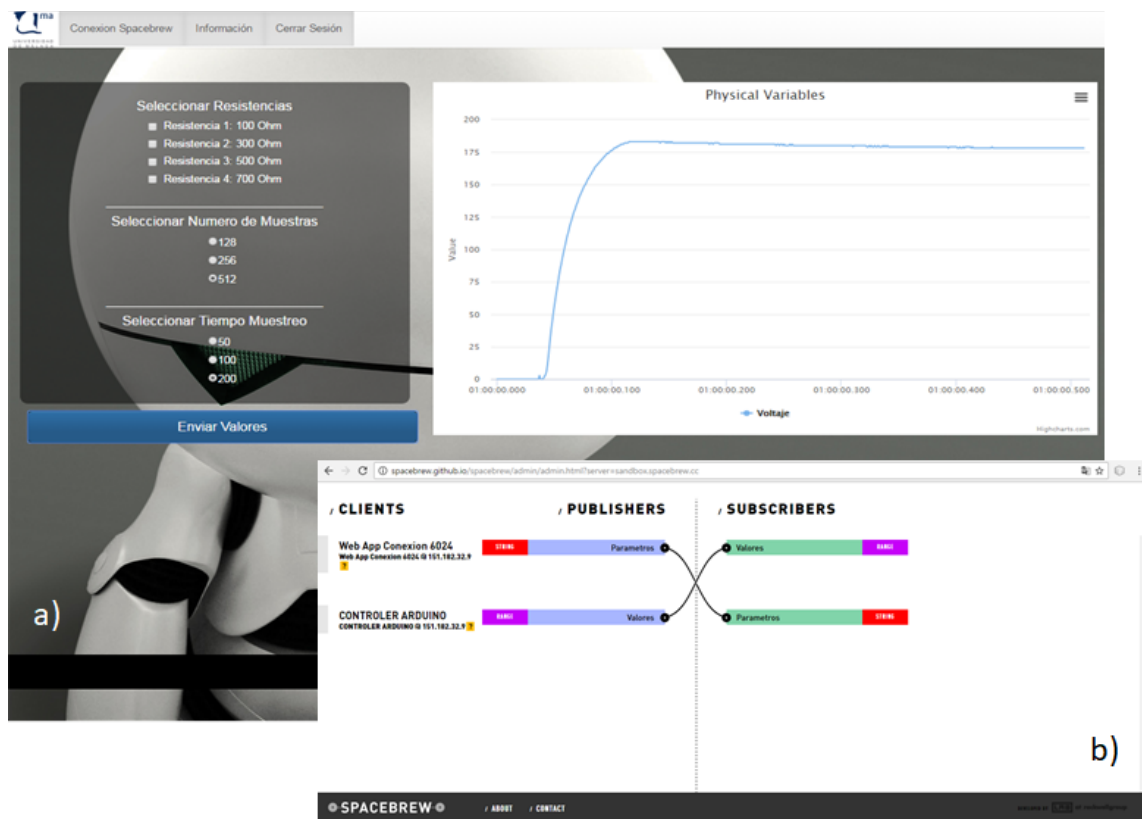 ma
UNIVERSIDAD
DE MÁLAGA
Conexion Spacebrew
Información
Cerrar Sesión
Seleccionar Resistencias
Resistencia 1: 100 Ohm
Resistencia 2: 300 Ohm
Resistencia 3: 500 Ohm
Resistencia 4: 700 Ohm
Seleccionar Numero de Muestras
128
256
512
Seleccionar Tiempo Muestreo
50
100
200
Enviar Valores
Physical Variables
Value
200
175
150
125
100
75
50
25
0
01:00:00.000
01:00:00.100
01:00:00.200
01:00:00.300
01:00:00.400
01:00:00.500
Voltaje
Highcharts.com
a)
spacebrew.github.io/spacebrew/admin/admin.html?server=sandbox.spacebrew.cc
/ CLIENTS
/ PUBLISHERS
/ SUBSCRIBERS
Web App Conexion 6024
Web App Conexion 6024 @ 151.182.32.9
?
STRING
Parametros
Valores
RANGE
CONTROLER ARDUINO
CONTROLER ARDUINO @ 151.182.32.9 ?
RANGE
Valores
Parametros
STRING
b)
SPACEBREW
/ ABOUT
/ CONTACT